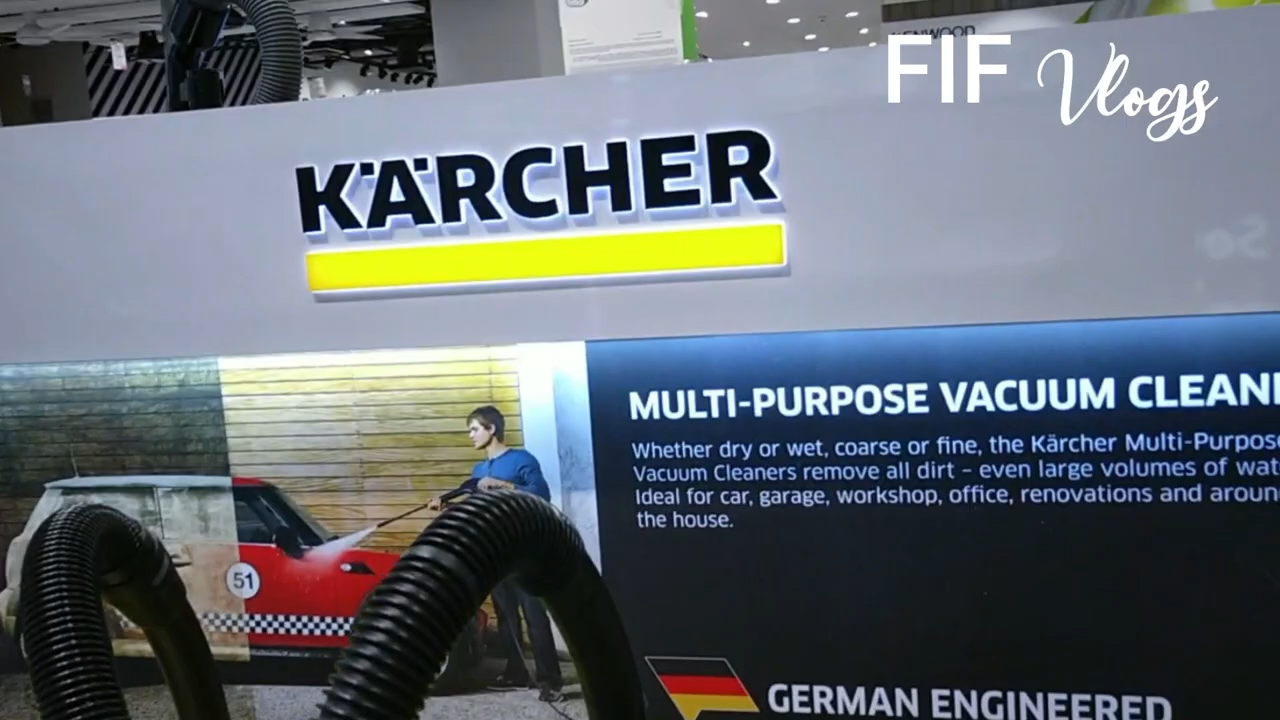 KENWOOD
FIF Vlogs
KÄRCHER
MULTI-PURPOSE VACUUM CLEAN
Whether dry or wet, coarse or fine, the Kärcher Multi-Purpose
Vacuum Cleaners remove all dirt – even large volumes of wat
Ideal for car, garage, workshop, office, renovations and aroun
the house.
51
GERMAN ENGINEERED